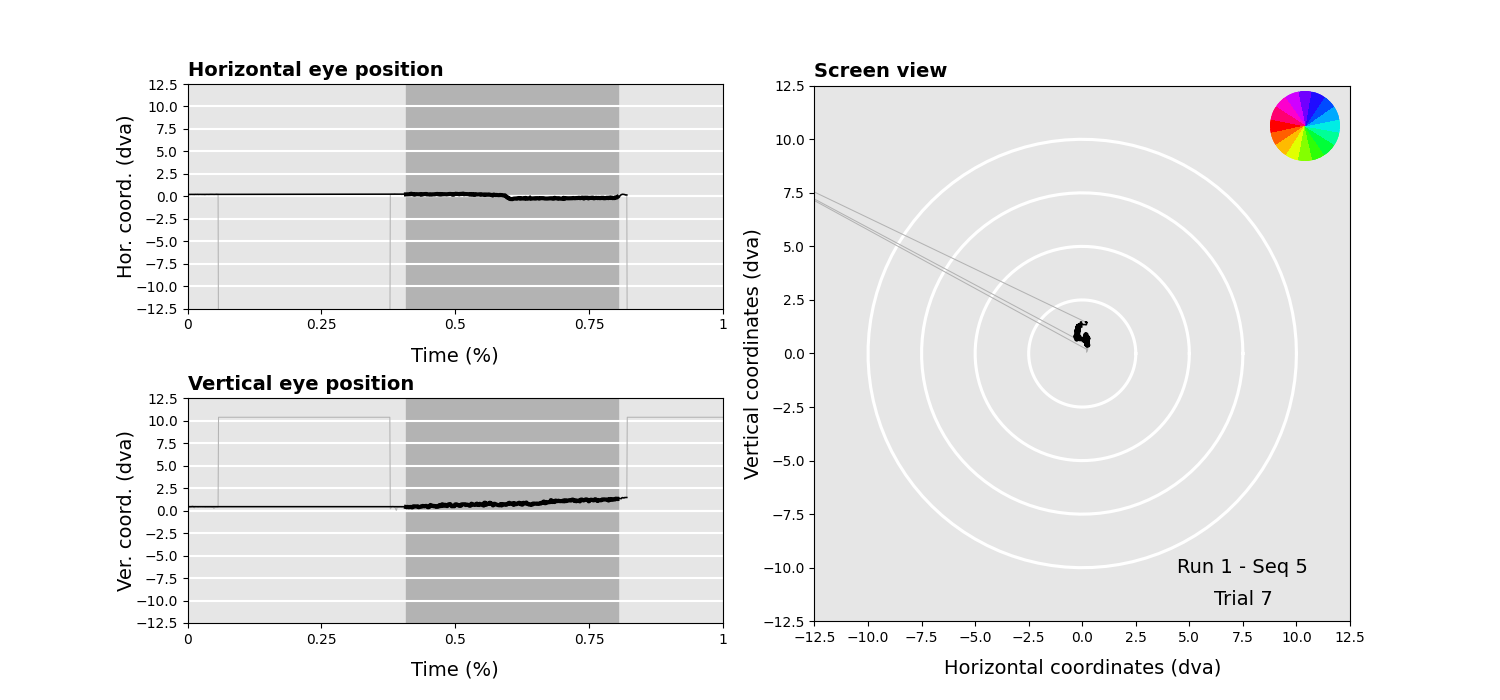 Horizontal eye position
12.5
10.0
7.5
5.0
2.5
0.0
−2.5
−5.0
−7.5
−10.0
−12.5
Hor. coord. (dva)
0 0.25 0.5 0.75 1
Time (%)
Vertical eye position
12.5
10.0
7.5
5.0
2.5
0.0
−2.5
−5.0
−7.5
−10.0
−12.5
Ver. coord. (dva)
0 0.25 0.5 0.75 1
Time (%)
Screen view
12.5
10.0
7.5
5.0
2.5
0.0
−2.5
−5.0
−7.5
−10.0
−12.5
Vertical coordinates (dva)
Run 1 - Seq 5
Trial 7
−12.5 −10.0 −7.5 −5.0 −2.5 0.0 2.5 5.0 7.5 10.0 12.5
Horizontal coordinates (dva)